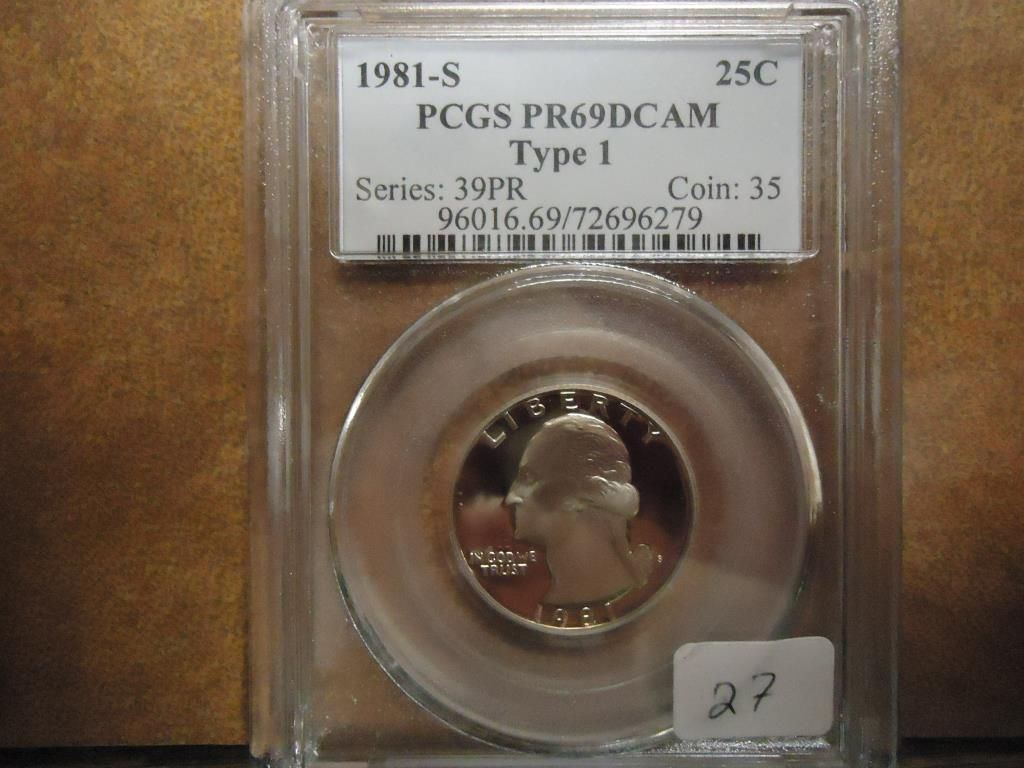 1981-S 25C
PCGS PR69DCAM
Type 1
Series: 39PR Coin: 35
96016.69/72696279
LIBERTY
IN GOD WE
TRUST
S
1981
27